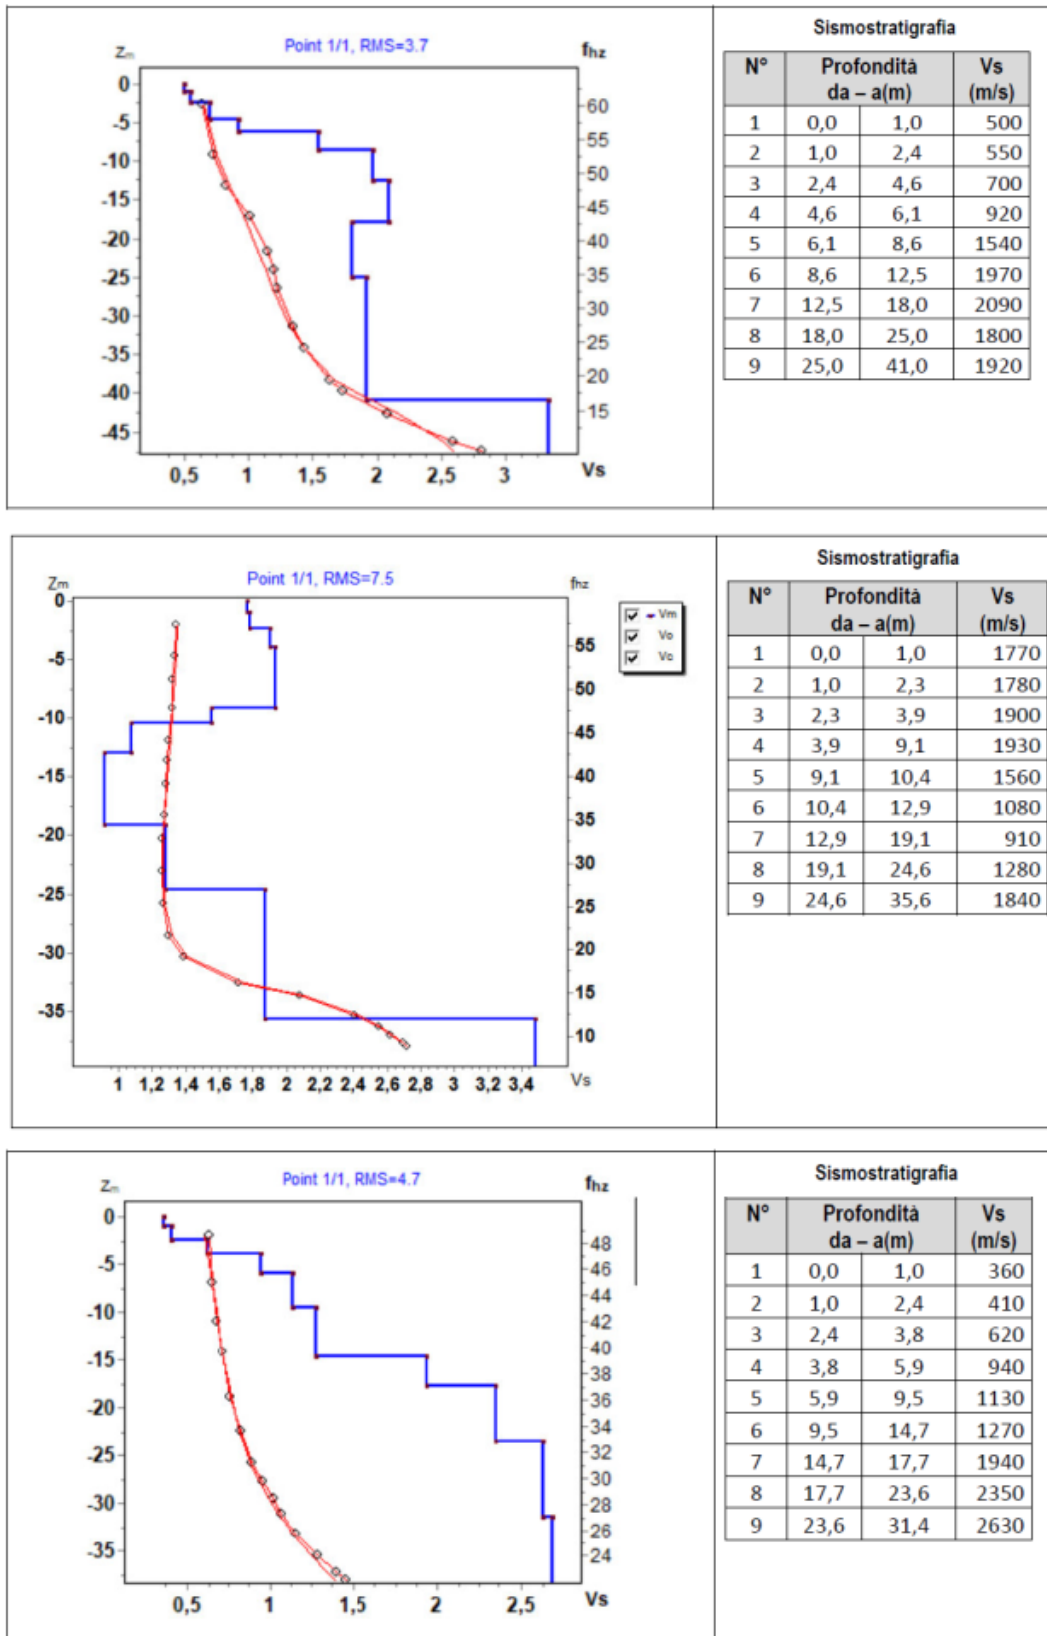 Point 1/1, RMS=3.7
Zm
fhz
0
-5
-10
-15
-20
-25
-30
-35
-40
-45
60
55
50
45
40
35
30
25
20
15
0,5 1 1,5 2 2,5 3 Vs
Sismostratigrafia
N° Profondità da – a(m) Vs (m/s)
1 0,0 1,0 500
2 1,0 2,4 550
3 2,4 4,6 700
4 4,6 6,1 920
5 6,1 8,6 1540
6 8,6 12,5 1970
7 12,5 18,0 2090
8 18,0 25,0 1800
9 25,0 41,0 1920
Point 1/1, RMS=7.5
Zm
fhz
0
-5
-10
-15
-20
-25
-30
-35
55
50
45
40
35
30
25
20
15
10
1 1,2 1,4 1,6 1,8 2 2,2 2,4 2,6 2,8 3 3,2 3,4 Vs
Vm
Vo
Vc
Sismostratigrafia
N° Profondità da – a(m) Vs (m/s)
1 0,0 1,0 1770
2 1,0 2,3 1780
3 2,3 3,9 1900
4 3,9 9,1 1930
5 9,1 10,4 1560
6 10,4 12,9 1080
7 12,9 19,1 910
8 19,1 24,6 1280
9 24,6 35,6 1840
Point 1/1, RMS=4.7
Zm
fhz
0
-5
-10
-15
-20
-25
-30
-35
48
46
44
42
40
38
36
34
32
30
28
26
24
0,5 1 1,5 2 2,5 Vs
Sismostratigrafia
N° Profondità da – a(m) Vs (m/s)
1 0,0 1,0 360
2 1,0 2,4 410
3 2,4 3,8 620
4 3,8 5,9 940
5 5,9 9,5 1130
6 9,5 14,7 1270
7 14,7 17,7 1940
8 17,7 23,6 2350
9 23,6 31,4 2630